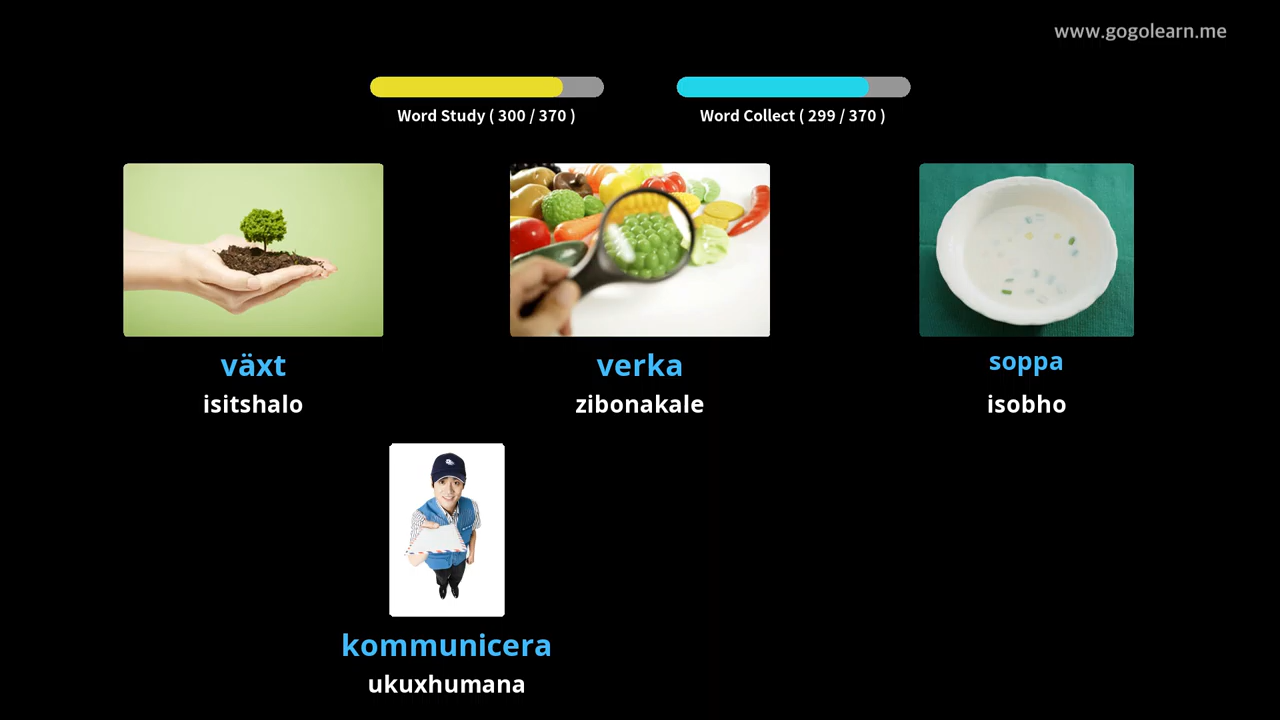 www.gogolearn.me
Word Study ( 300 / 370 )
Word Collect ( 299 / 370 )
växt
verka
soppa
isitshalo
zibonakale
isobho
kommunicera
ukuxhumana